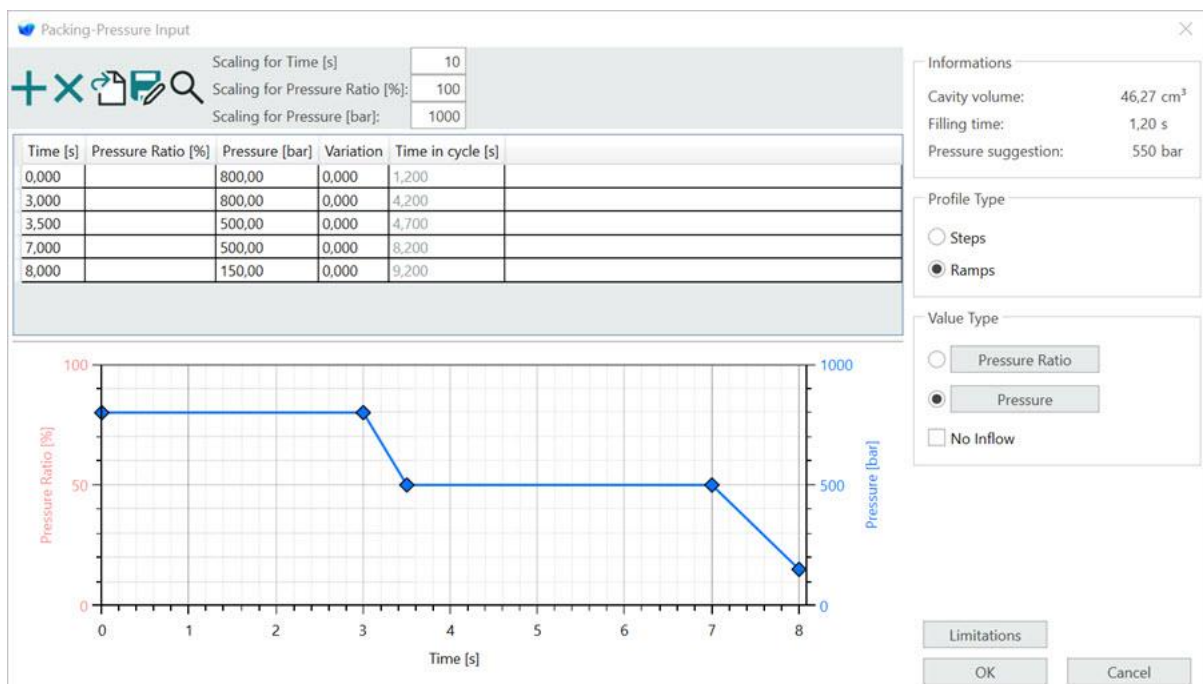 Packing-Pressure Input
Scaling for Time [s] 10
Scaling for Pressure Ratio [%]: 100
Scaling for Pressure [bar]: 1000
Time [s] Pressure Ratio [%] Pressure [bar] Variation Time in cycle [s]
0,000 800,00 0,000 1,200
3,000 800,00 0,000 4,200
3,500 500,00 0,000 4,700
7,000 500,00 0,000 8,200
8,000 150,00 0,000 9,200
Informations
Cavity volume: 46,27 cm³
Filling time: 1,20 s
Pressure suggestion: 550 bar
Profile Type
Steps
Ramps
Value Type
Pressure Ratio
Pressure
No Inflow
100
50
0
Pressure Ratio [%]
1000
500
0
Pressure [bar]
0 1 2 3 4 5 6 7 8
Time [s]
Limitations
OK Cancel